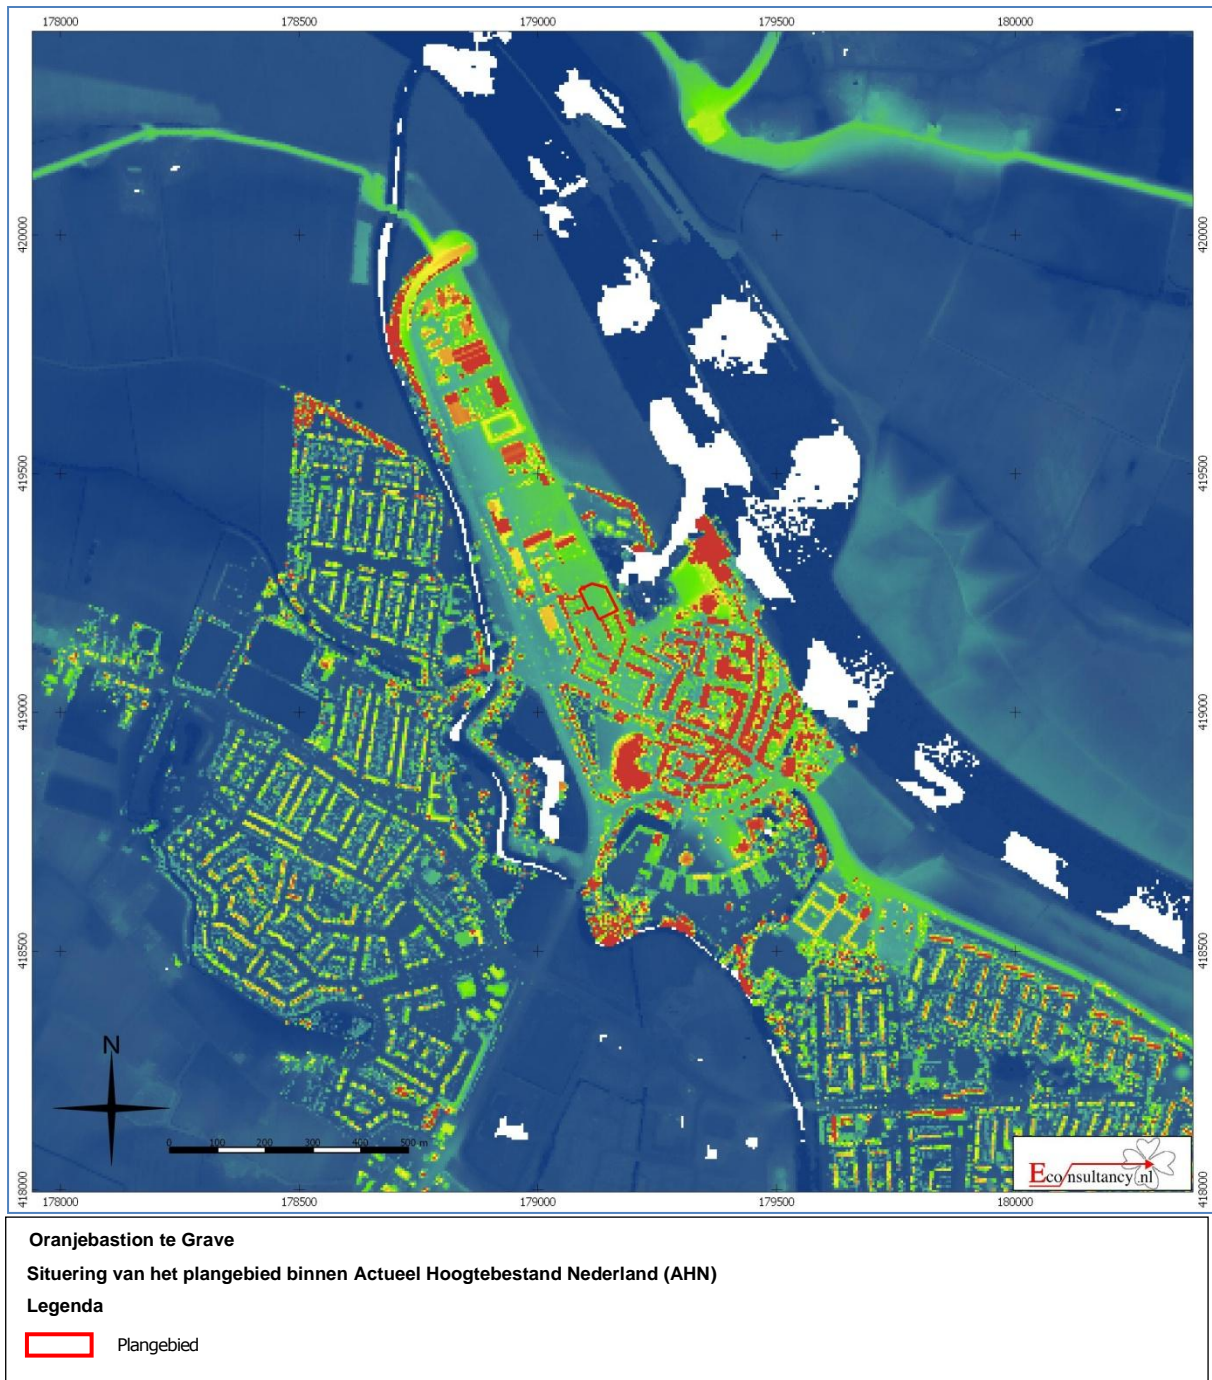 178000 178500 179000 179500 180000
420000 420000
419500 419500
419000 419000
418500 418500
418000 418000
N
0 100 200 300 400 500 m
Econsultancy.nl
178000 178500 179000 179500 180000
Oranjebastion te Grave
Situering van het plangebied binnen Actueel Hoogtebestand Nederland (AHN)
Legenda
Plangebied